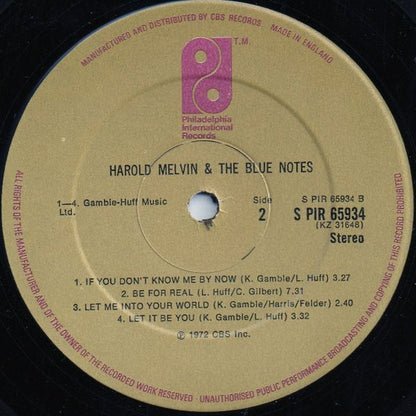 Manufactured and Distributed by CBS RECORDS
MADE IN ENGLAND
T.M.
Philadelphia
International
Records
HAROLD MELVIN & THE BLUE NOTES
1—4. Gamble-Huff Music
Ltd.
Side
2
S PIR 65934 B
S PIR 65934
(KZ 31648)
Stereo
1. IF YOU DON'T KNOW ME BY NOW (K. Gamble/L. Huff) 3.27
2. BE FOR REAL (L. Huff/C. Gilbert) 7.31
3. LET ME INTO YOUR WORLD (K. Gamble/Harris/Felder) 2.40
4. LET IT BE YOU (K. Gamble/L. Huff) 3.32
℗ 1972 CBS Inc.
ALL RIGHTS OF THE MANUFACTURER AND OF THE OWNER OF THE RECORDED WORK RESERVED - UNAUTHORISED PUBLIC PERFORMANCE BROADCASTING AND COPYING OF THIS RECORD PROHIBITED